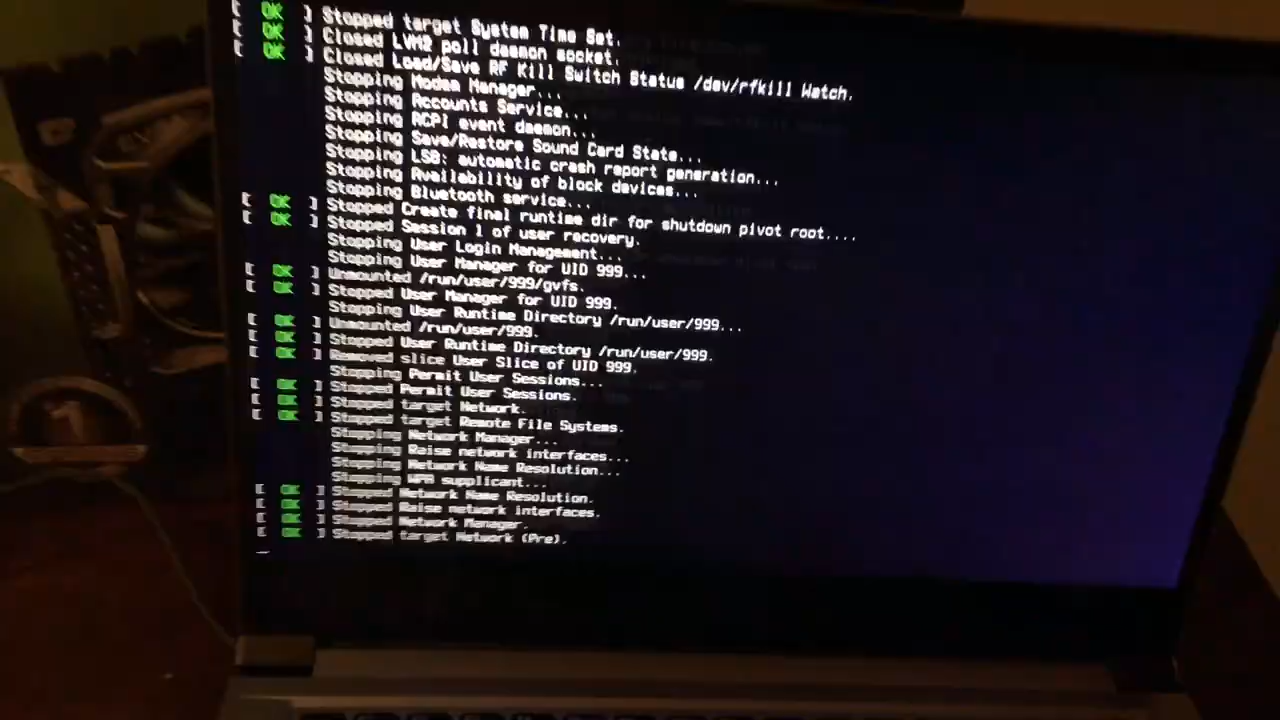 [ OK ] Stopped target System Time Set.
[ OK ] Closed LVM2 poll daemon socket.
[ OK ] Closed Load/Save RF Kill Switch Status /dev/rfkill Watch.
Stopping Modem Manager...
Stopping Accounts Service...
Stopping ACPI event daemon...
Stopping Save/Restore Sound Card State...
Stopping LSB: automatic crash report generation...
Stopping Availability of block devices...
Stopping Bluetooth service...
[ OK ] Stopped Create final runtime dir for shutdown pivot root....
[ OK ] Stopped Session 1 of user recovery.
Stopping User Login Management...
Stopping User Manager for UID 999...
[ OK ] Unmounted /run/user/999/gvfs.
[ OK ] Stopped User Manager for UID 999.
Stopping User Runtime Directory /run/user/999...
[ OK ] Unmounted /run/user/999.
[ OK ] Stopped User Runtime Directory /run/user/999.
[ OK ] Removed slice User Slice of UID 999.
Stopping Permit User Sessions...
[ OK ] Stopped Permit User Sessions.
[ OK ] Stopped target Network.
[ OK ] Stopped target Remote File Systems.
Stopping Network Manager...
Stopping Raise network interfaces...
Stopping Network Name Resolution...
Stopping WPA supplicant...
[ OK ] Stopped Network Name Resolution.
[ OK ] Stopped Raise network interfaces.
[ OK ] Stopped Network Manager.
[ OK ] Stopped target Network (Pre).